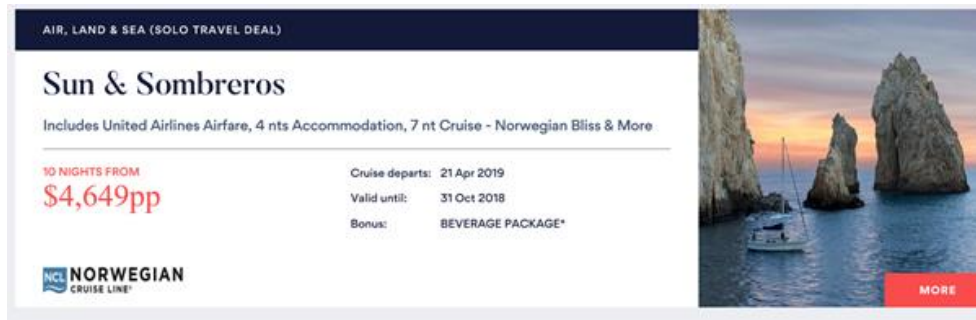 AIR, LAND & SEA (SOLO TRAVEL DEAL)
Sun & Sombreros
Includes United Airlines Airfare, 4 nts Accommodation, 7 nt Cruise - Norwegian Bliss & More
10 NIGHTS FROM
$4,649pp
Cruise departs: 21 Apr 2019
Valid until: 31 Oct 2018
Bonus: BEVERAGE PACKAGE*
NCL NORWEGIAN
CRUISE LINE®
MORE